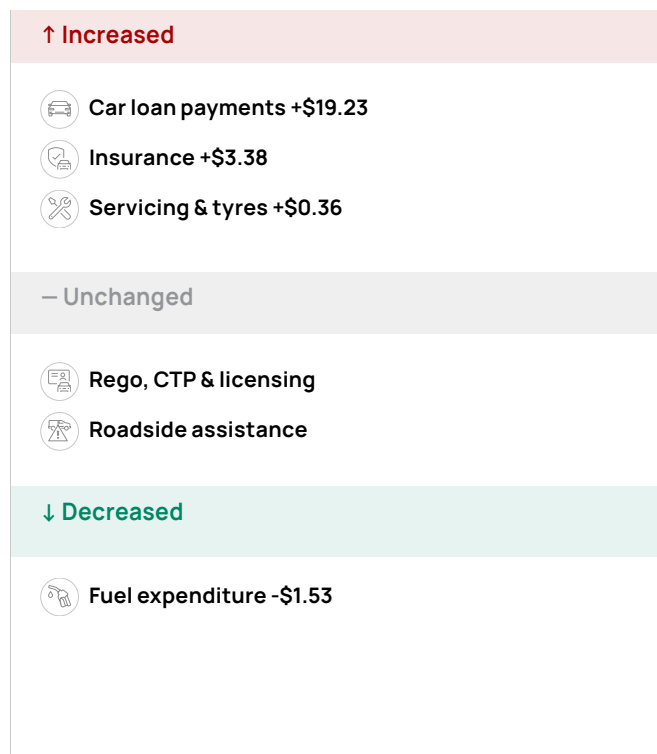 ↑ Increased
Car loan payments +$19.23
Insurance +$3.38
Servicing & tyres +$0.36
— Unchanged
Rego, CTP & licensing
Roadside assistance
↓ Decreased
Fuel expenditure -$1.53